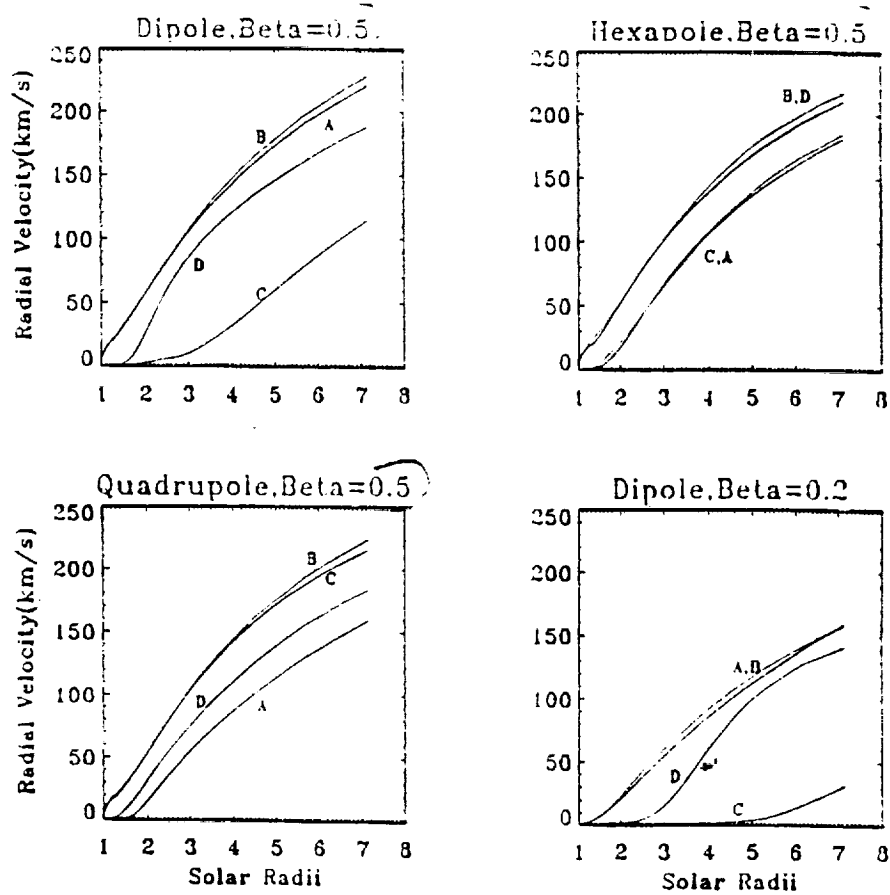 Dipole,Beta=0.5
Radial Velocity(km/s)
250
200
150
100
50
0
B
A
D
C
1 2 3 4 5 6 7 8
Hexapole,Beta=0.5
250
200
150
100
50
0
B,D
C,A
1 2 3 4 5 6 7 8
Quadrupole,Beta=0.5
Radial Velocity(km/s)
250
200
150
100
50
0
B
C
D
A
1 2 3 4 5 6 7 8
Solar Radii
Dipole,Beta=0.2
250
200
150
100
50
0
A,B
D
C
1 2 3 4 5 6 7 8
Solar Radii